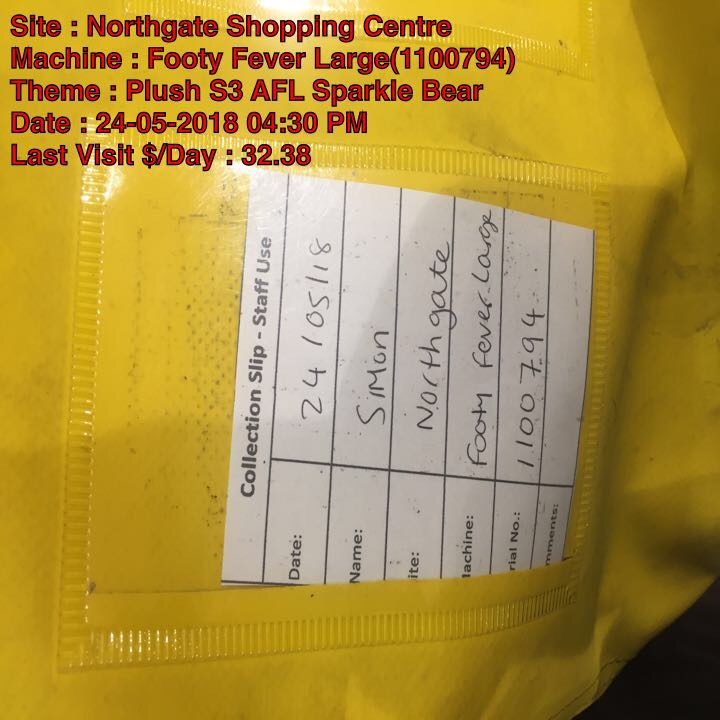 Site : Northgate Shopping Centre
Machine : Footy Fever Large(1100794)
Theme : Plush S3 AFL Sparkle Bear
Date : 24-05-2018 04:30 PM
Last Visit $/Day : 32.38
Collection Slip - Staff Use
Date: 24/05/18
Name: Simon
ite: Northgate
achine: Footy Fever Large
rial No.: 1100794
mments: